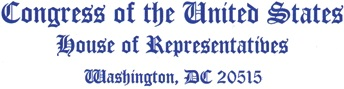 Congress of the United States
House of Representatives
Washington, DC 20515